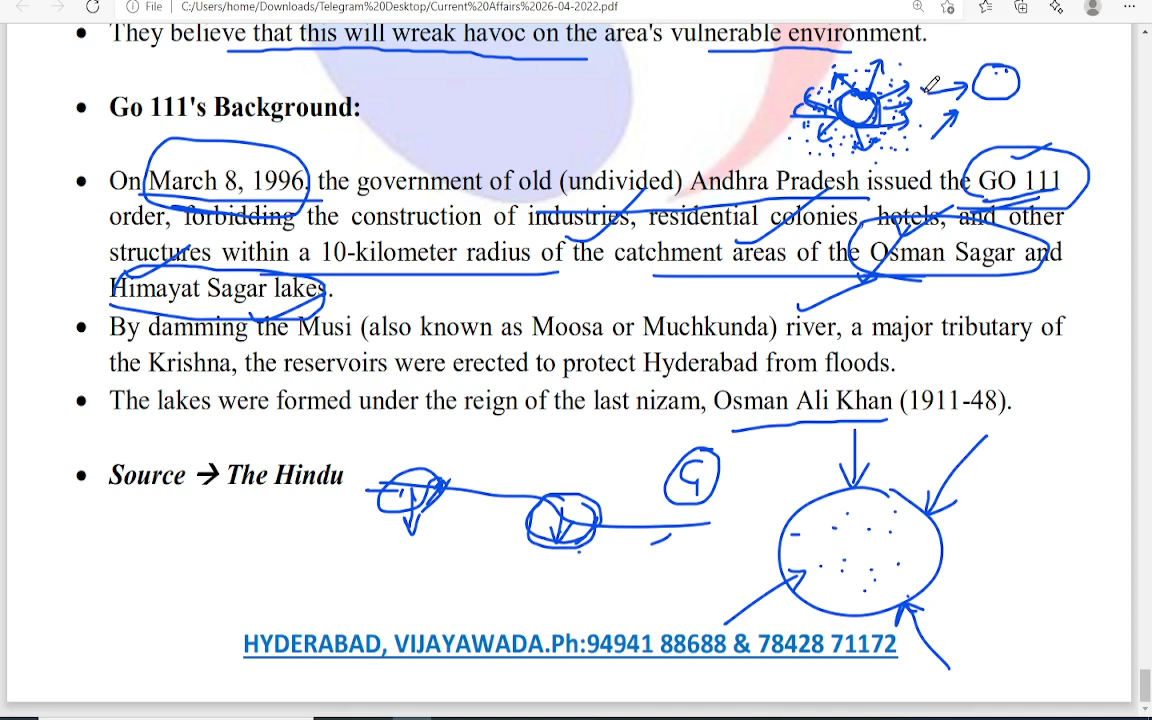 File C:/Users/home/Downloads/Telegram%20Desktop/Current%20Affairs%2026-04-2022.pdf
• They believe that this will wreak havoc on the area's vulnerable environment.
• Go 111's Background:
• On March 8, 1996, the government of old (undivided) Andhra Pradesh issued the GO 111
order, forbidding the construction of industries, residential colonies, hotels, and other
structures within a 10-kilometer radius of the catchment areas of the Osman Sagar and
Himayat Sagar lakes.
• By damming the Musi (also known as Moosa or Muchkunda) river, a major tributary of
the Krishna, the reservoirs were erected to protect Hyderabad from floods.
• The lakes were formed under the reign of the last nizam, Osman Ali Khan (1911-48).
• Source → The Hindu
HYDERABAD, VIJAYAWADA.Ph:94941 88688 & 78428 71172